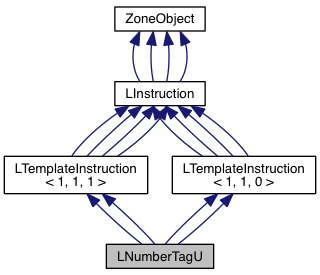 ZoneObject
LInstruction
LTemplateInstruction
< 1, 1, 1 >
LTemplateInstruction
< 1, 1, 0 >
LNumberTagU